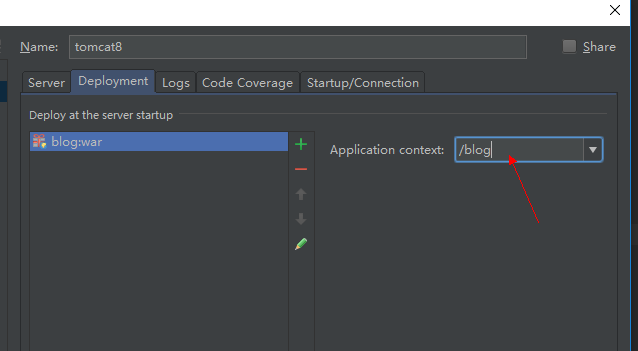 Name: tomcat8 Share
Server Deployment Logs Code Coverage Startup/Connection
Deploy at the server startup
blog:war
Application context: /blog